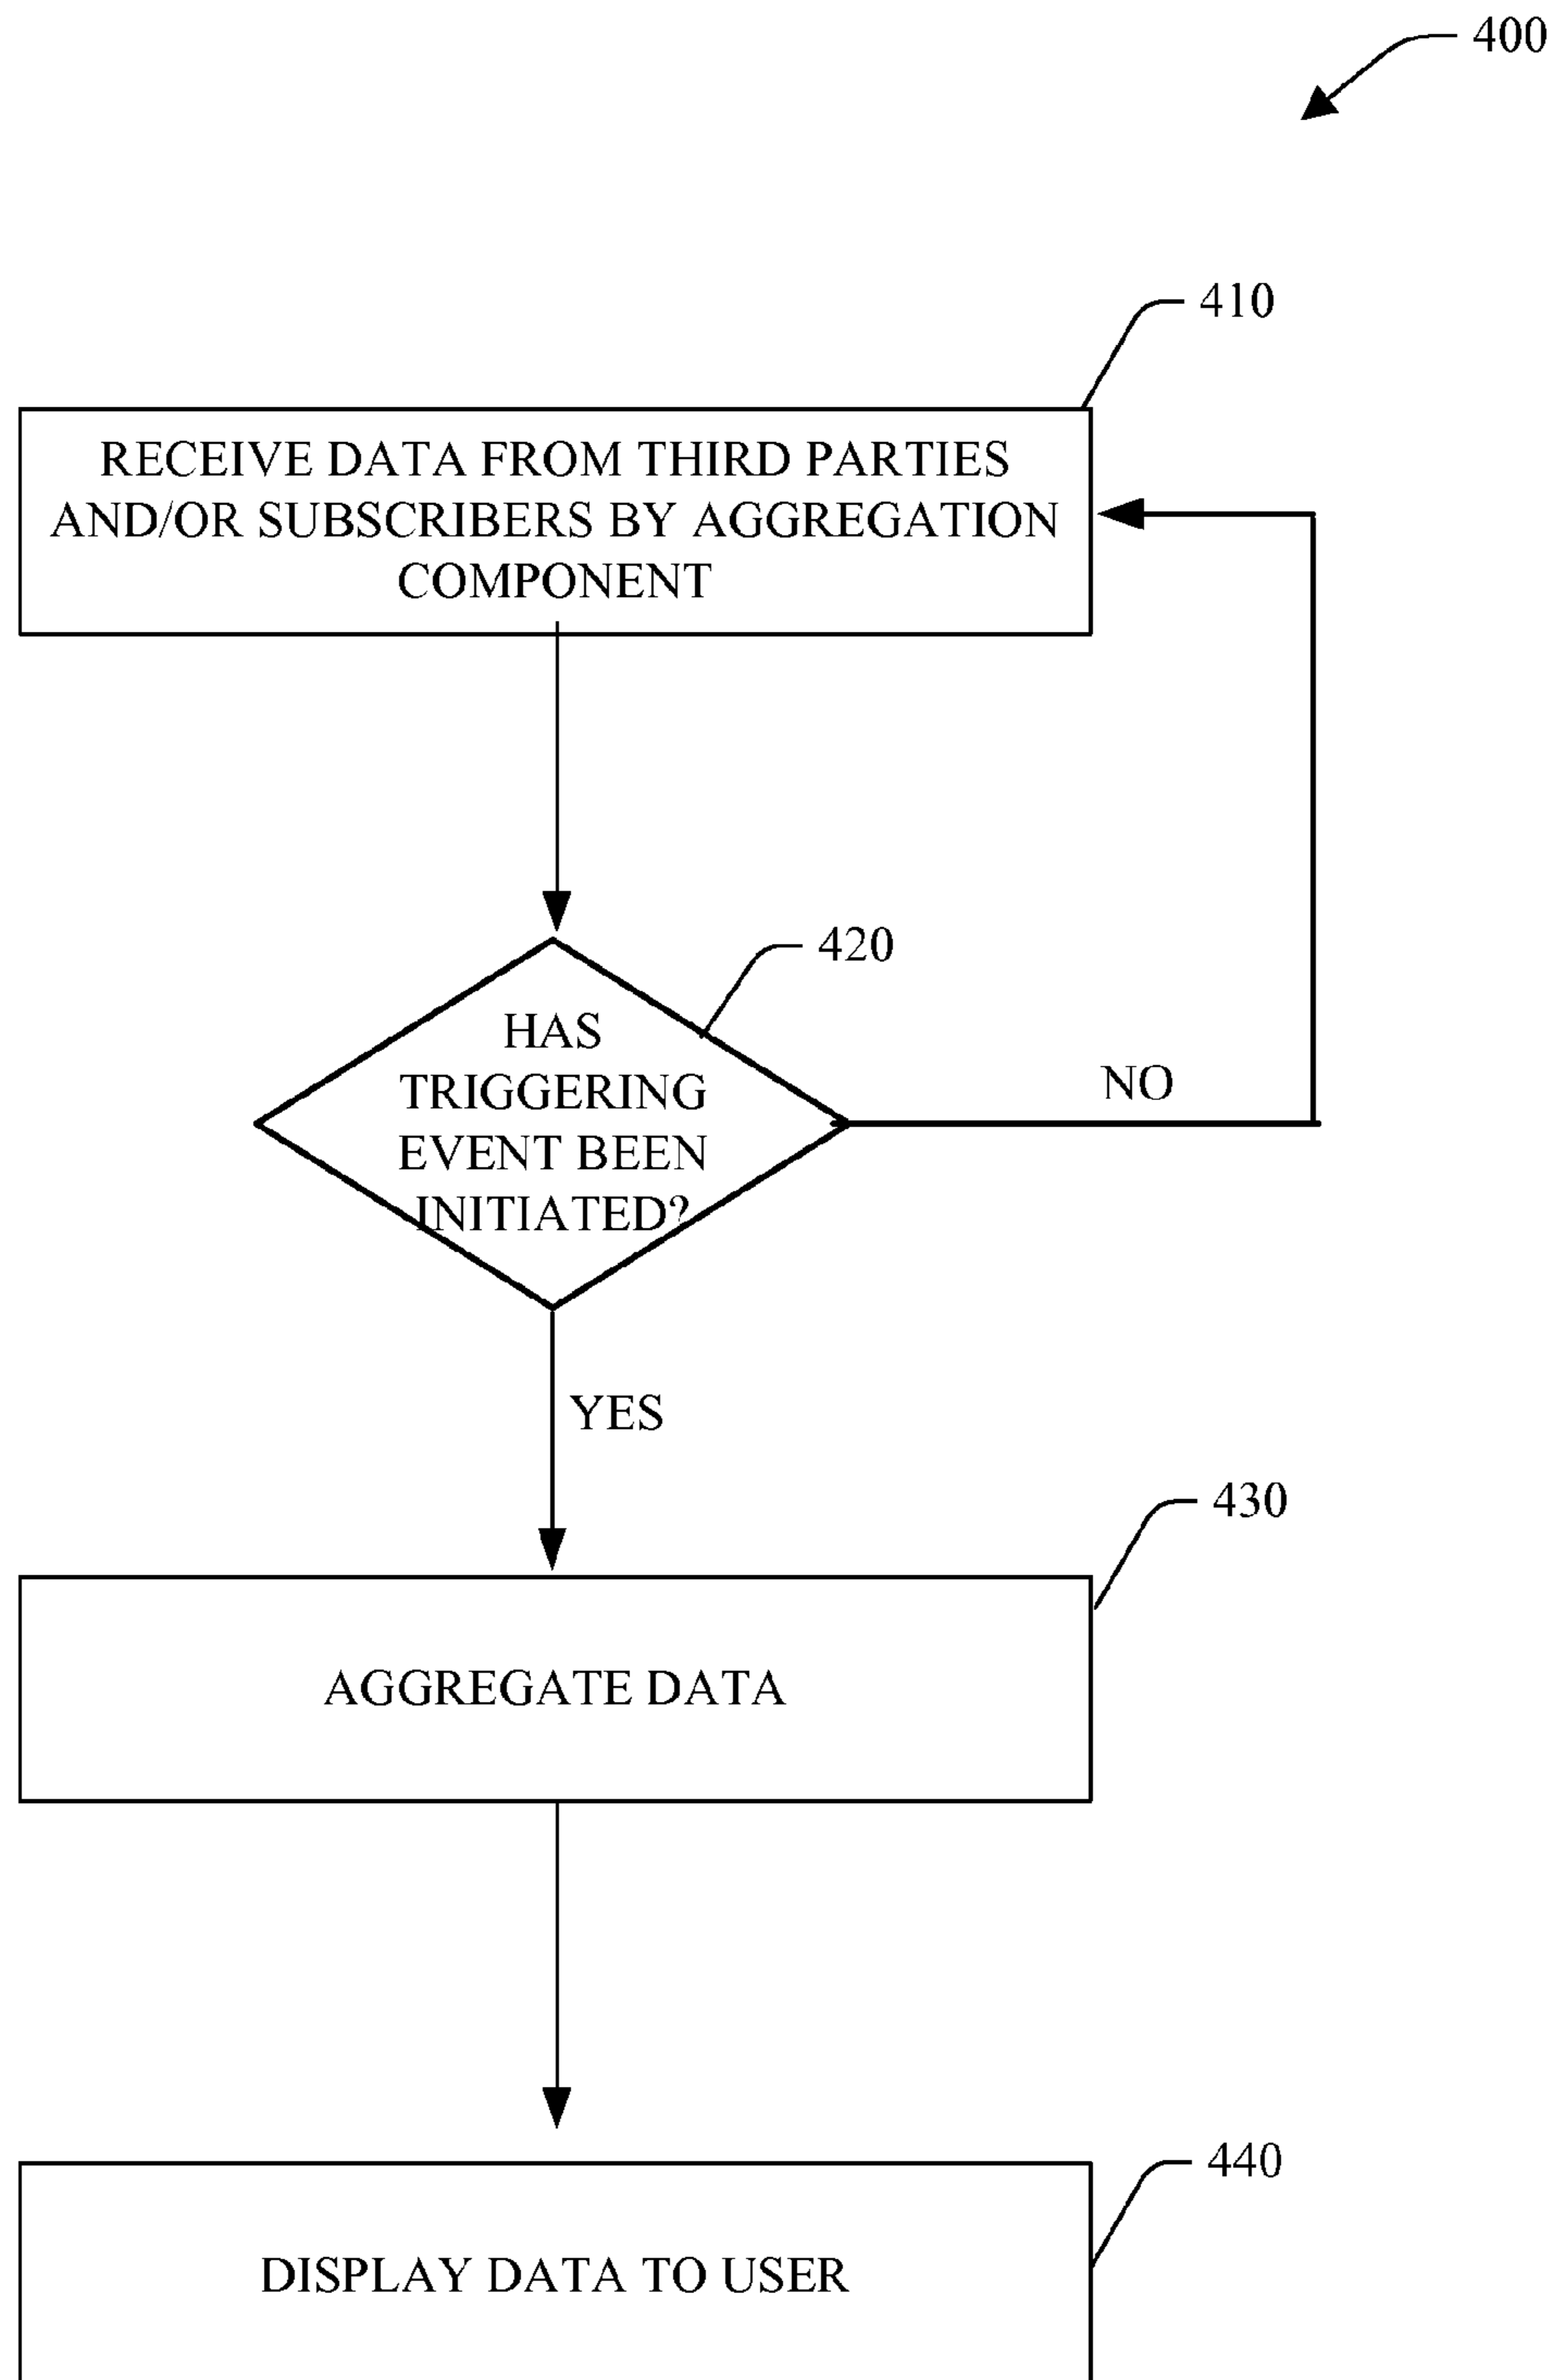 400
410
RECEIVE DATA FROM THIRD PARTIES
AND/OR SUBSCRIBERS BY AGGREGATION
COMPONENT
420
HAS
TRIGGERING
EVENT BEEN
INITIATED?
NO
YES
430
AGGREGATE DATA
440
DISPLAY DATA TO USER